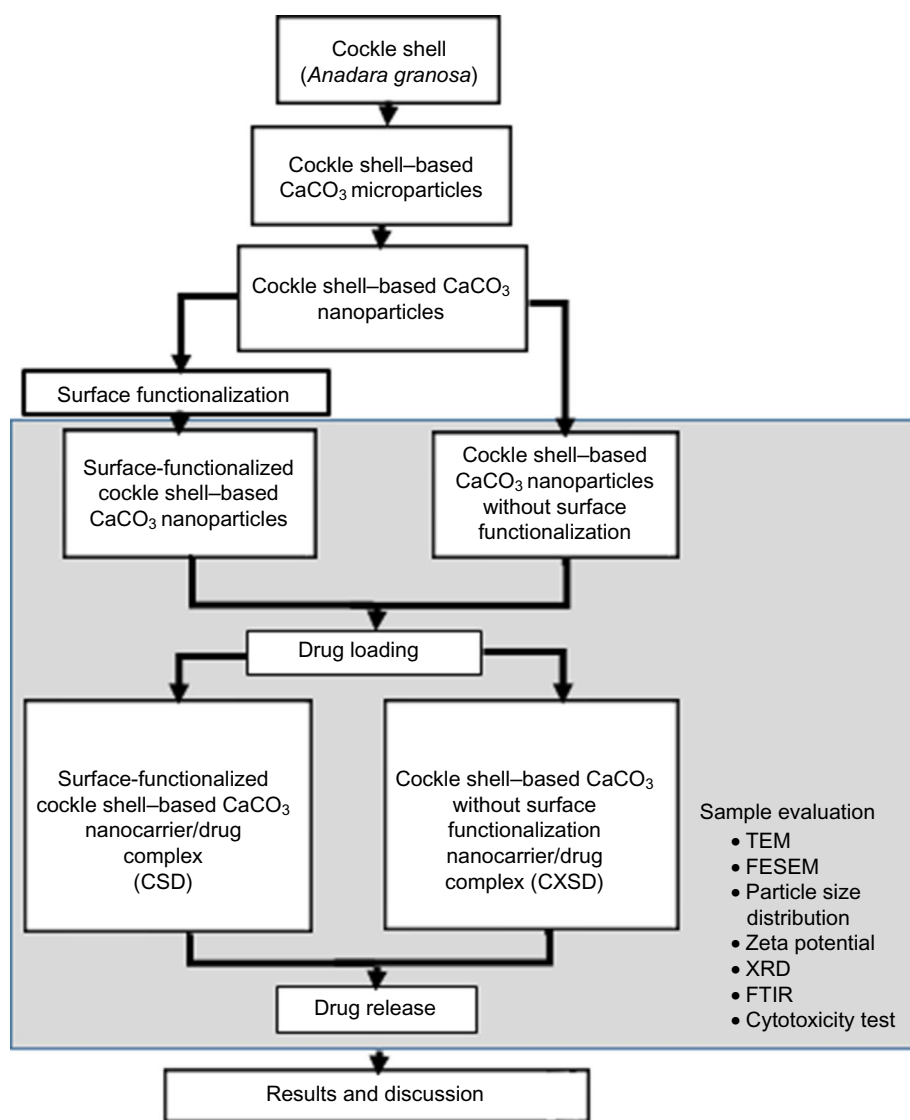 Cockle shell
(Anadara granosa)
Cockle shell–based
CaCO₃ microparticles
Cockle shell–based CaCO₃
nanoparticles
Surface functionalization
Surface-functionalized
cockle shell–based
CaCO₃ nanoparticles
Cockle shell–based
CaCO₃ nanoparticles
without surface
functionalization
Drug loading
Surface-functionalized
cockle shell–based CaCO₃
nanocarrier/drug
complex
(CSD)
Cockle shell–based CaCO₃
without surface
functionalization
nanocarrier/drug
complex (CXSD)
Sample evaluation
• TEM
• FESEM
• Particle size
distribution
• Zeta potential
• XRD
• FTIR
• Cytotoxicity test
Drug release
Results and discussion